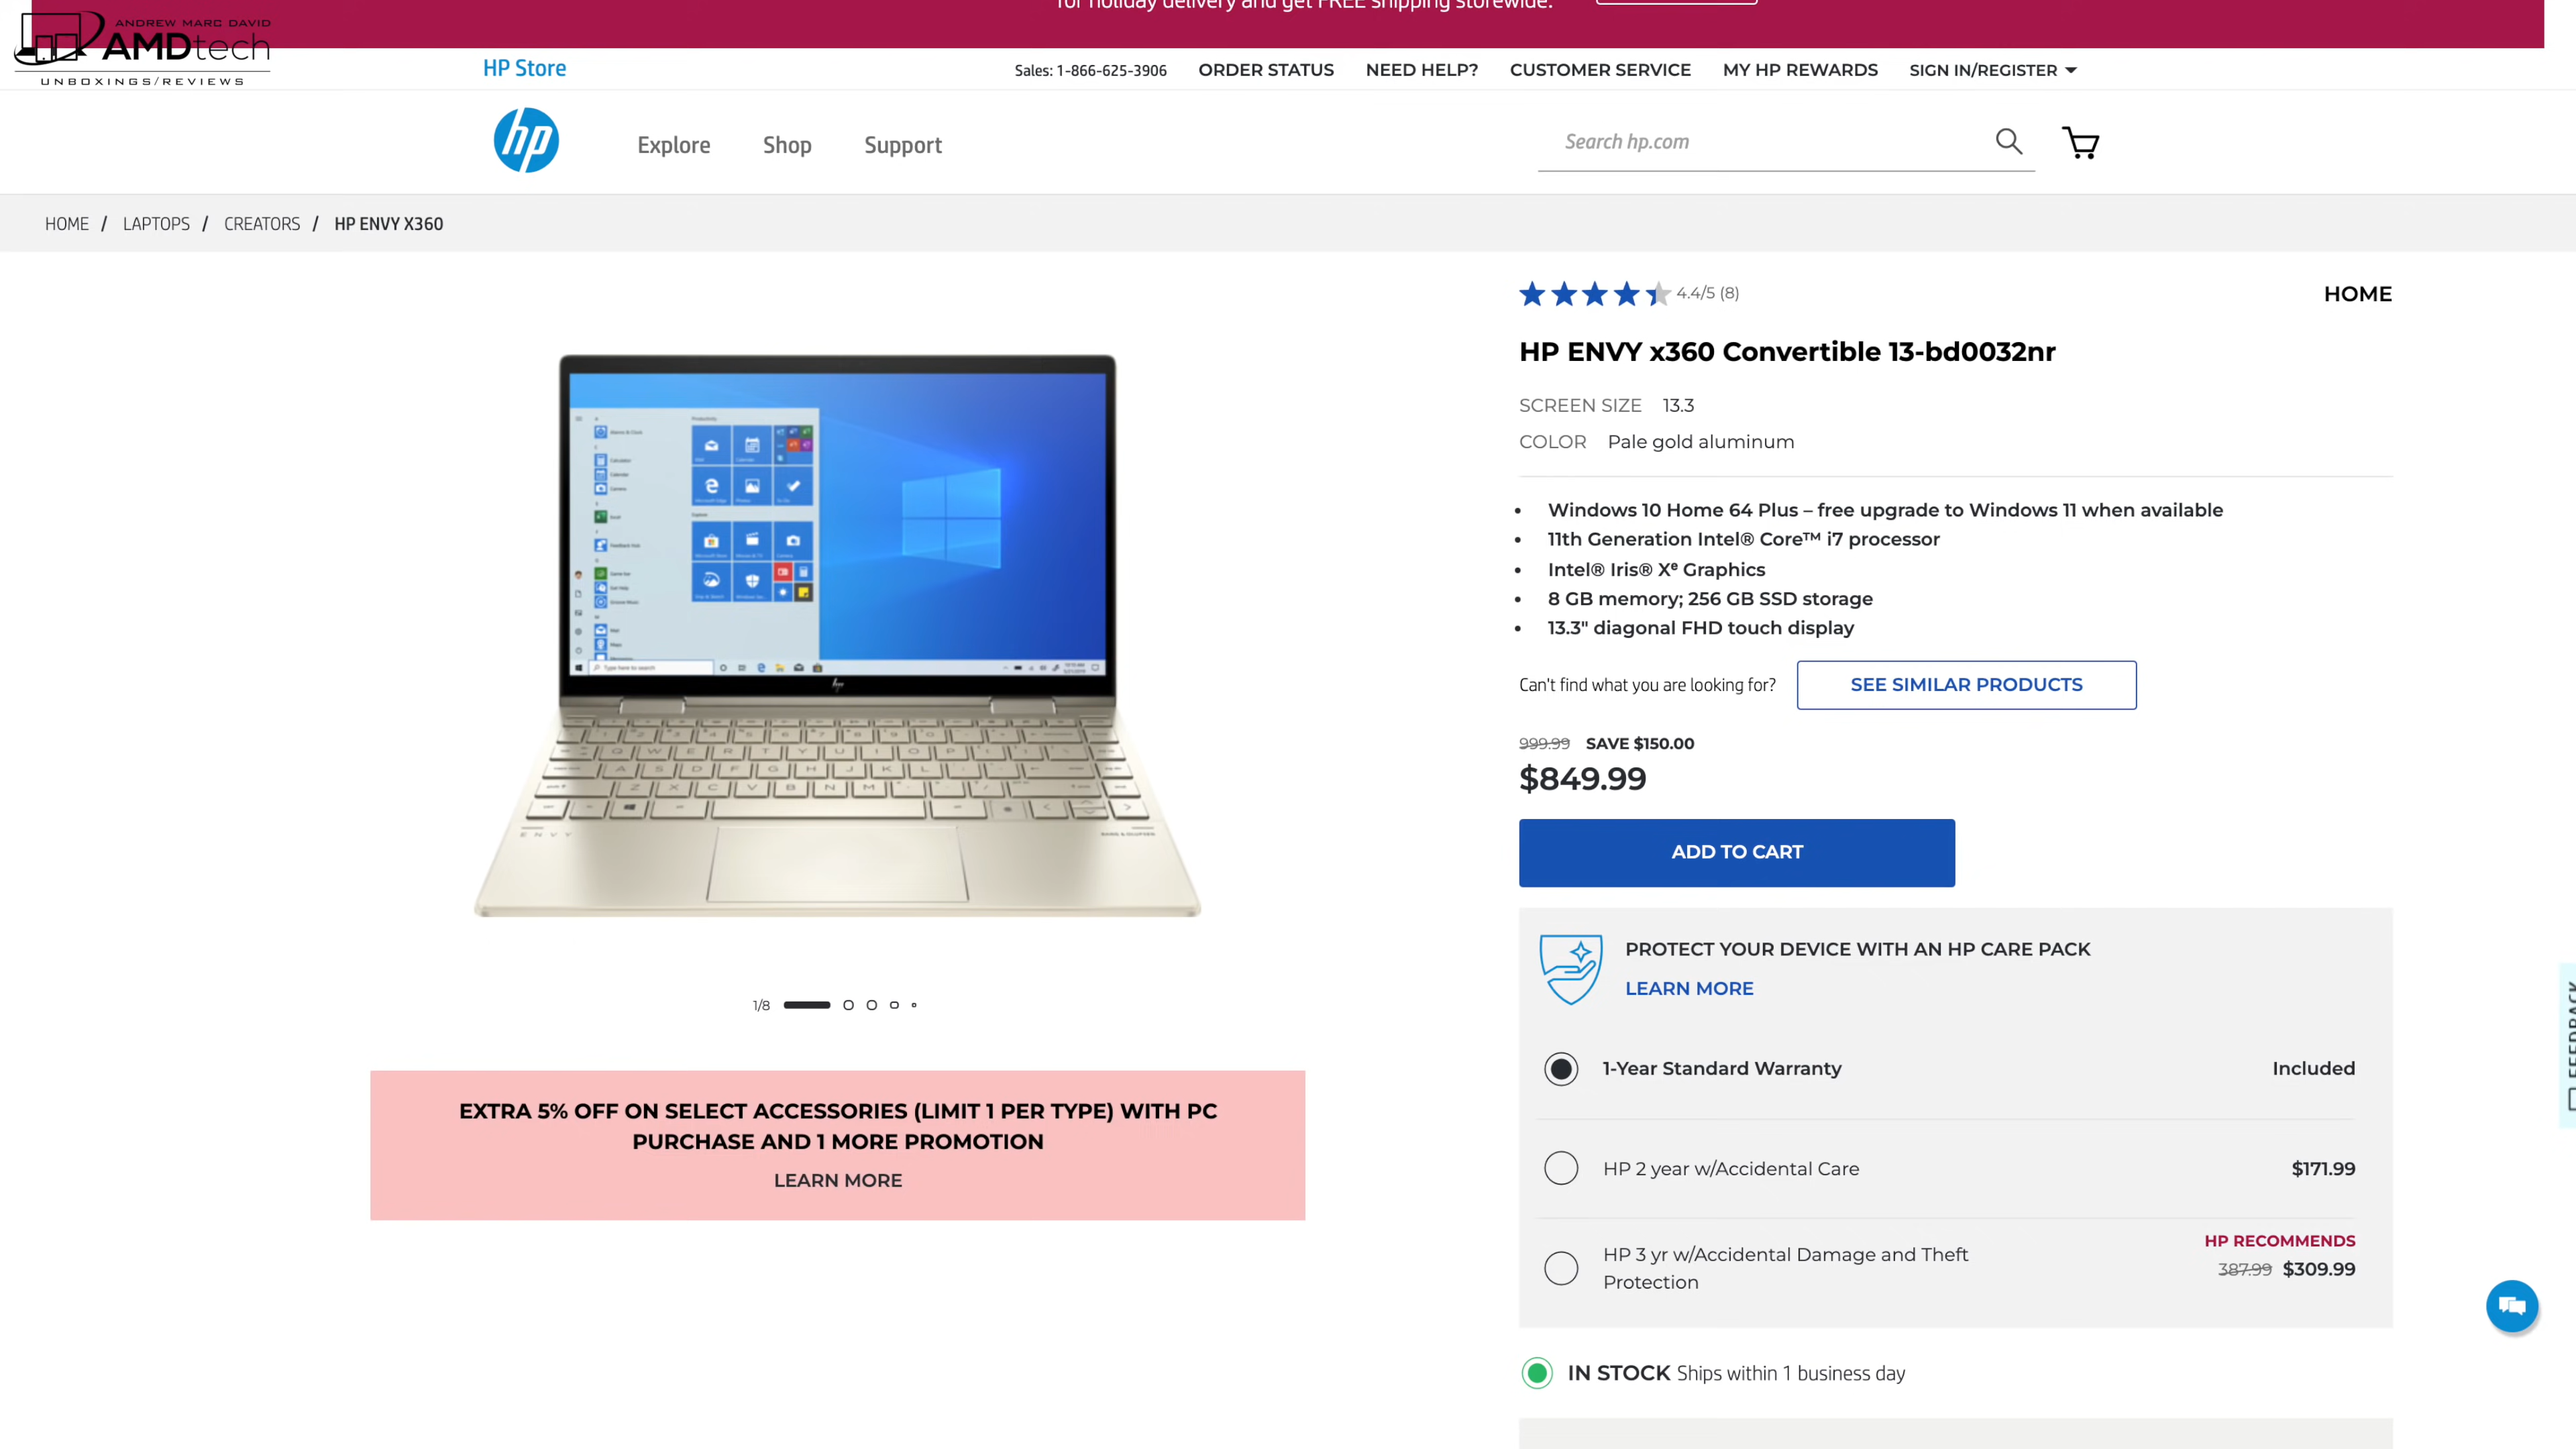 for holiday delivery and get FREE shipping storewide.
ANDREW MARC DAVID
AMDtech
UNBOXINGS/REVIEWS
HP Store
Sales: 1-866-625-3906 ORDER STATUS NEED HELP? CUSTOMER SERVICE MY HP REWARDS SIGN IN/REGISTER
hp Explore Shop Support Search hp.com
HOME / LAPTOPS / CREATORS / HP ENVY X360
4.4/5 (8) HOME
HP ENVY x360 Convertible 13-bd0032nr
SCREEN SIZE 13.3
COLOR Pale gold aluminum
• Windows 10 Home 64 Plus – free upgrade to Windows 11 when available
• 11th Generation Intel® Core™ i7 processor
• Intel® Iris® Xᵉ Graphics
• 8 GB memory; 256 GB SSD storage
• 13.3" diagonal FHD touch display
Can't find what you are looking for? SEE SIMILAR PRODUCTS
999.99 SAVE $150.00
$849.99
ADD TO CART
PROTECT YOUR DEVICE WITH AN HP CARE PACK
LEARN MORE
1-Year Standard Warranty Included
HP 2 year w/Accidental Care $171.99
HP 3 yr w/Accidental Damage and Theft
Protection
HP RECOMMENDS
387.99 $309.99
IN STOCK Ships within 1 business day
Type here to search
hp
ENVY
1/8
EXTRA 5% OFF ON SELECT ACCESSORIES (LIMIT 1 PER TYPE) WITH PC
PURCHASE AND 1 MORE PROMOTION
LEARN MORE
FEEDBACK